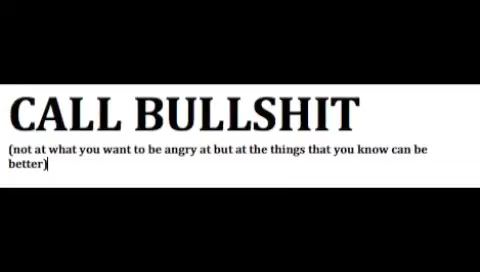 CALL BULLSHIT
(not at what you want to be angry at but at the things that you know can be
better)